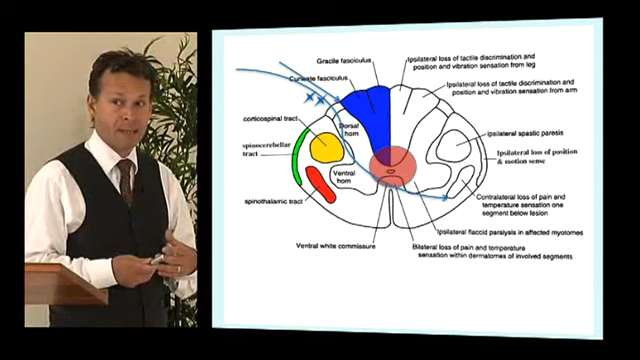 Gracile fasciculus
Cuneate fasciculus
corticospinal tract
Dorsal
horn
spinocerebellar
tract
Ventral
horn
spinothalamic tract
Ventral white commissure
Ipsilateral loss of tactile discrimination and
position and vibration sensation from leg
Ipsilateral loss of tactile discrimination and
position and vibration sensation from arm
Ipsilateral spastic paresis
Ipsilateral loss of position
& motion sense
Contralateral loss of pain and
temperature sensation one
segment below lesion
Ipsilateral flaccid paralysis in affected myotomes
Bilateral loss of pain and temperature
sensation within dermatomes of involved segments